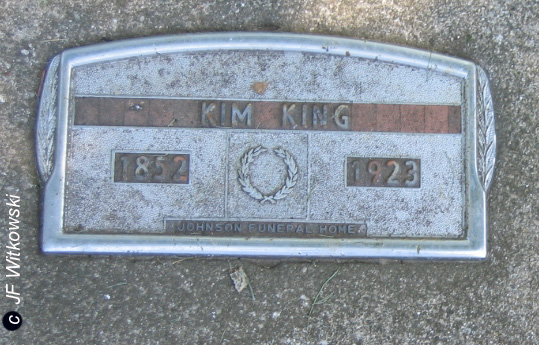 KIM KING
1852
1923
JOHNSON FUNERAL HOME
c JF Witkowski